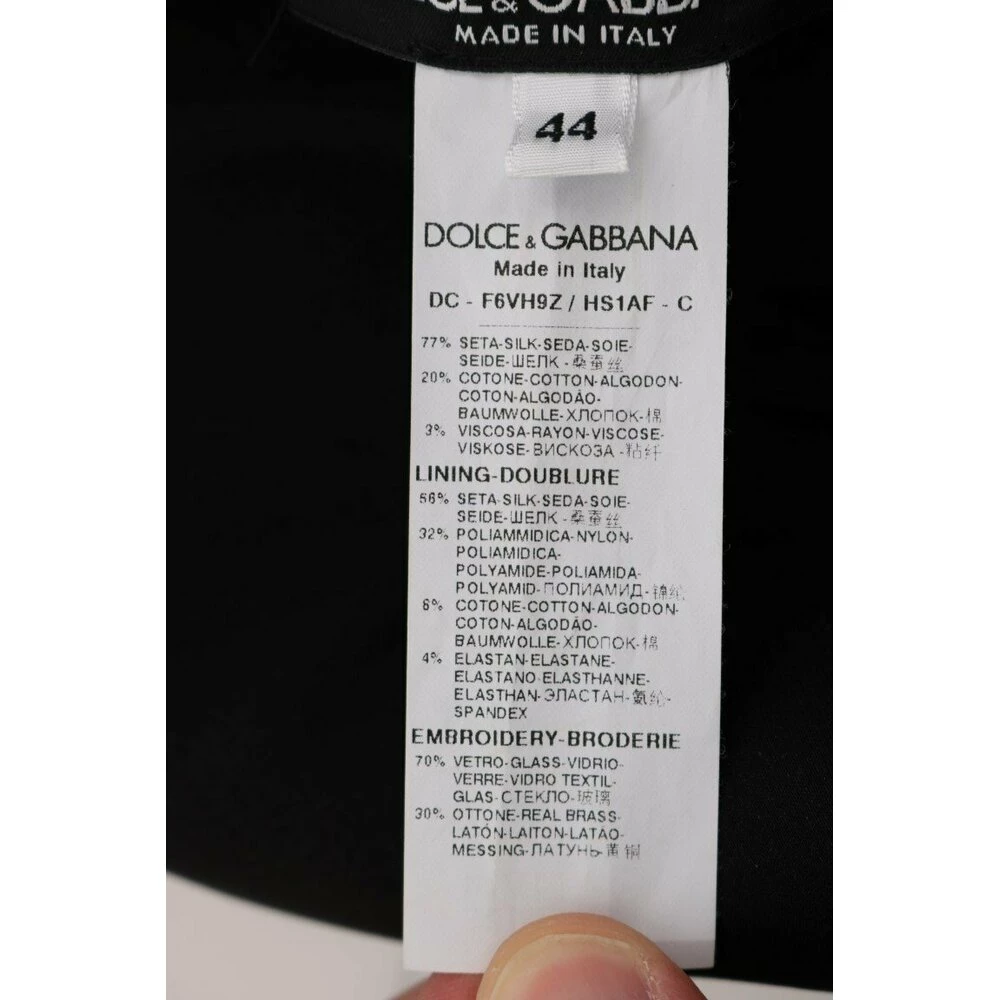 MADE IN ITALY
44
DOLCE & GABBANA
Made in Italy
DC - F6VH9Z / HS1AF - C
77% SETA-SILK-SEDA-SOIE-
SEIDE-ШЕЛК -桑蚕丝
20% COTONE-COTTON-ALGODON-
COTON-ALGODÃO-
BAUMWOLLE-ХЛОПОК-棉
3% VISCOSA-RAYON-VISCOSE-
VISKOSE-ВИСКОЗА -粘纤
LINING-DOUBLURE
56% SETA-SILK-SEDA-SOIE-
SEIDE-ШЕЛК -桑蚕丝
32% POLIAMMIDICA-NYLON-
POLIAMIDICA-
POLYAMIDE-POLIAMIDA-
POLYAMID-ПОЛИАМИД-锦纶
8% COTONE-COTTON-ALGODON-
COTON-ALGODÃO-
BAUMWOLLE-ХЛОПОК-棉
4% ELASTAN-ELASTANE-
ELASTANO-ELASTHANNE-
ELASTHAN-ЭЛАСТАН-氨纶-
SPANDEX
EMBROIDERY-BRODERIE
70% VETRO-GLASS-VIDRIO-
VERRE-VIDRO TEXTIL-
GLAS-СТЕКЛО-玻璃
30% OTTONE-REAL BRASS-
LATÓN-LAITON-LATÃO-
MESSING-ЛАТУНЬ-黄铜